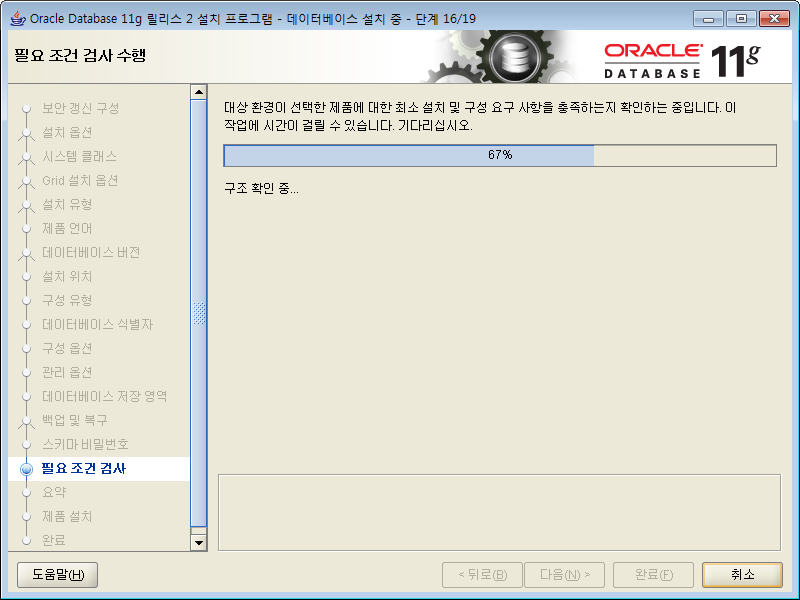 Oracle Database 11g 릴리스 2 설치 프로그램 - 데이터베이스 설치 중 - 단계 16/19
필요 조건 검사 수행
ORACLE
DATABASE
11g
보안 갱신 구성
설치 옵션
시스템 클래스
Grid 설치 옵션
설치 유형
제품 언어
데이터베이스 버전
설치 위치
구성 유형
데이터베이스 식별자
구성 옵션
관리 옵션
데이터베이스 저장 영역
백업 및 복구
스키마 비밀번호
필요 조건 검사
요약
제품 설치
완료
대상 환경이 선택한 제품에 대한 최소 설치 및 구성 요구 사항을 충족하는지 확인하는 중입니다. 이
작업에 시간이 걸릴 수 있습니다. 기다리십시오.
67%
구조 확인 중...
도움말(H)
< 뒤로(B)
다음(N) >
완료(F)
취소